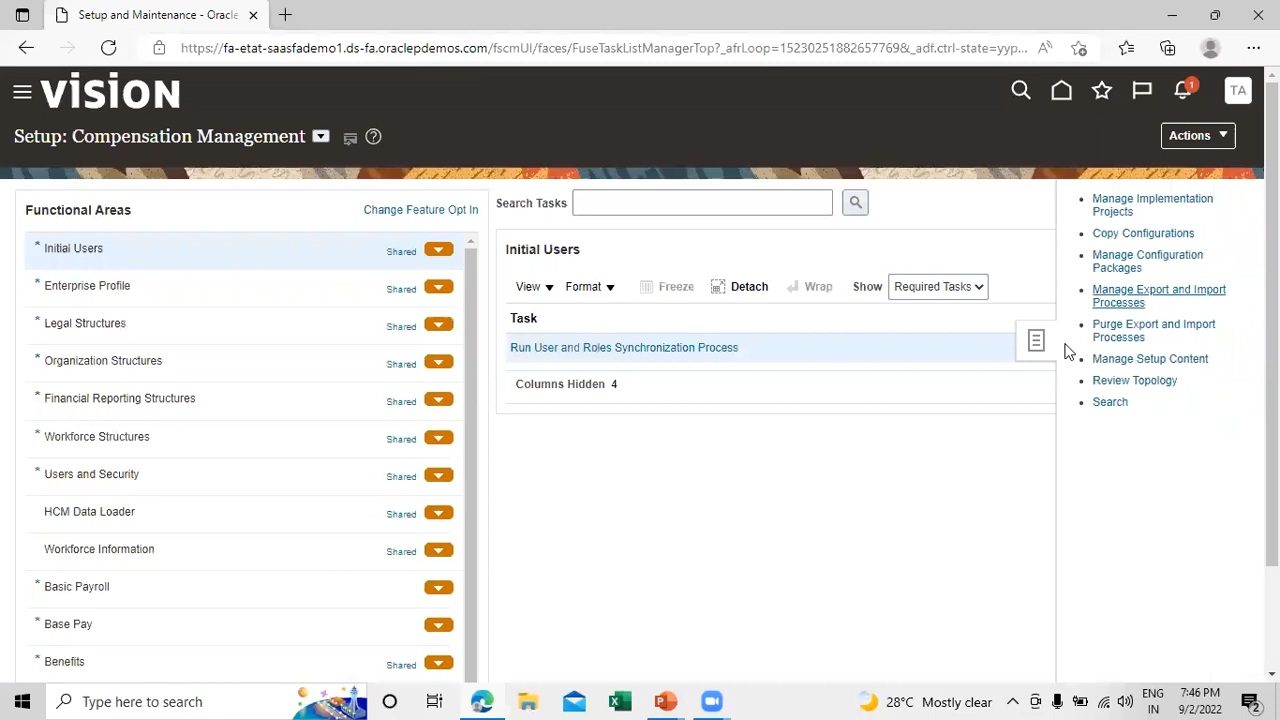 Setup and Maintenance - Oracle
https://fa-etat-saasfademo1.ds-fa.oraclepdemos.com/fscmUI/faces/FuseTaskListManagerTop?_afrLoop=15230251882657769&_adf.ctrl-state=yyp...
VISION
1
TA
Setup: Compensation Management
Actions
Functional Areas
Change Feature Opt In
* Initial Users Shared
* Enterprise Profile Shared
* Legal Structures Shared
* Organization Structures Shared
* Financial Reporting Structures Shared
* Workforce Structures Shared
* Users and Security Shared
HCM Data Loader Shared
Workforce Information Shared
* Basic Payroll
* Base Pay
* Benefits Shared
Search Tasks
Initial Users
View Format Freeze Detach Wrap Show Required Tasks
Task
Run User and Roles Synchronization Process
Columns Hidden 4
Manage Implementation
Projects
Copy Configurations
Manage Configuration
Packages
Manage Export and Import
Processes
Purge Export and Import
Processes
Manage Setup Content
Review Topology
Search
Type here to search
28°C Mostly clear
ENG
IN
7:46 PM
9/2/2022
2